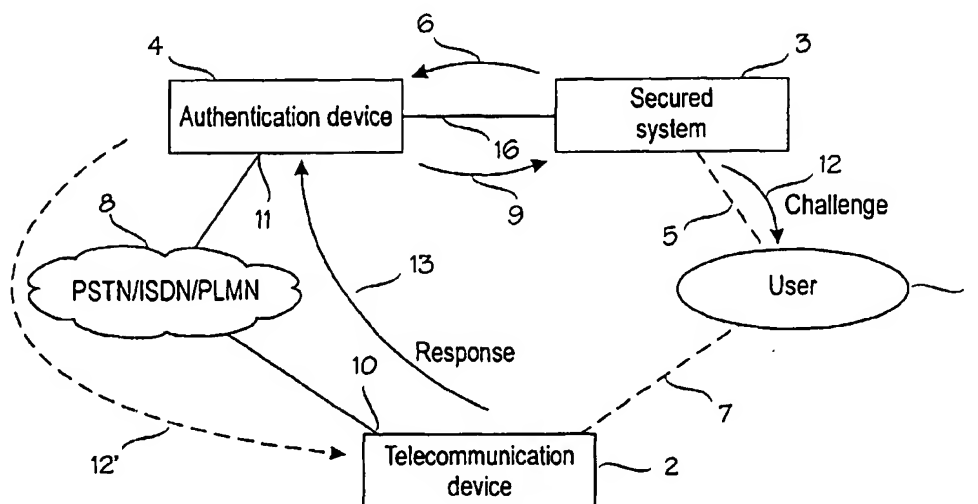 4
6
3
Authentication device
Secured
system
16
9
11
12
Challenge
5
8
PSTN/ISDN/PLMN
13
User
Response
10
7
12'
Telecommunication
device
2